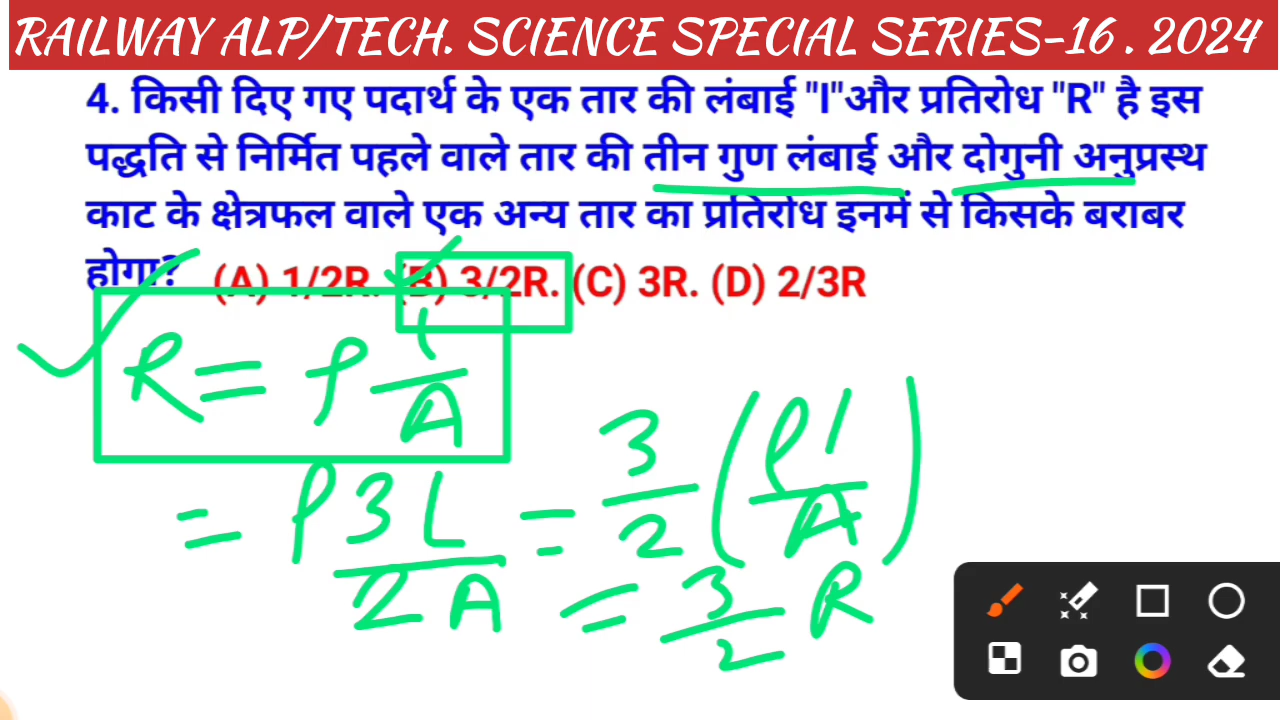 RAILWAY ALP/TECH. SCIENCE SPECIAL SERIES-16 . 2024
4. किसी दिए गए पदार्थ के एक तार की लंबाई "I"और प्रतिरोध "R" है इस
पद्धति से निर्मित पहले वाले तार की तीन गुण लंबाई और दोगुनी अनुप्रस्थ
काट के क्षेत्रफल वाले एक अन्य तार का प्रतिरोध इनमें से किसके बराबर
होगा? (A) 1/2R. (B) 3/2R. (C) 3R. (D) 2/3R
R = ρ l/A
= ρ 3L/2A = 3/2 (ρ l/A)
= 3/2 R